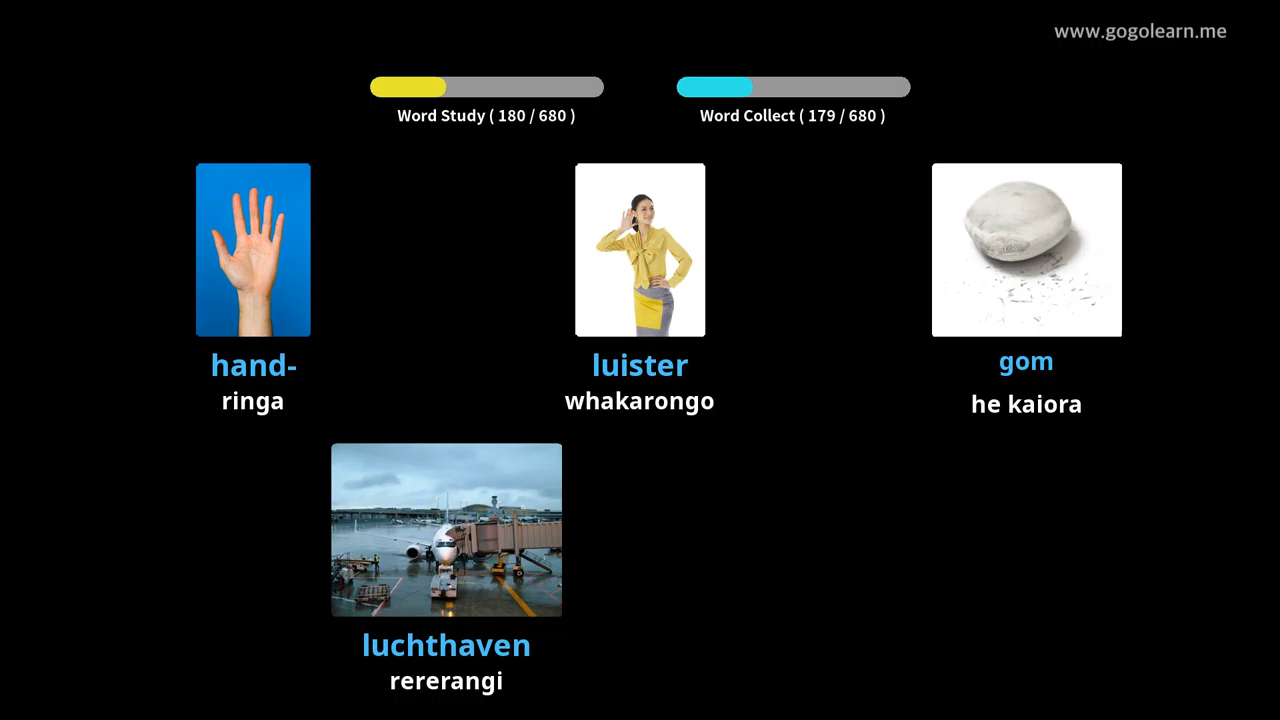 www.gogolearn.me
Word Study ( 180 / 680 )
Word Collect ( 179 / 680 )
hand-
ringa
luister
whakarongo
gom
he kaiora
luchthaven
rererangi